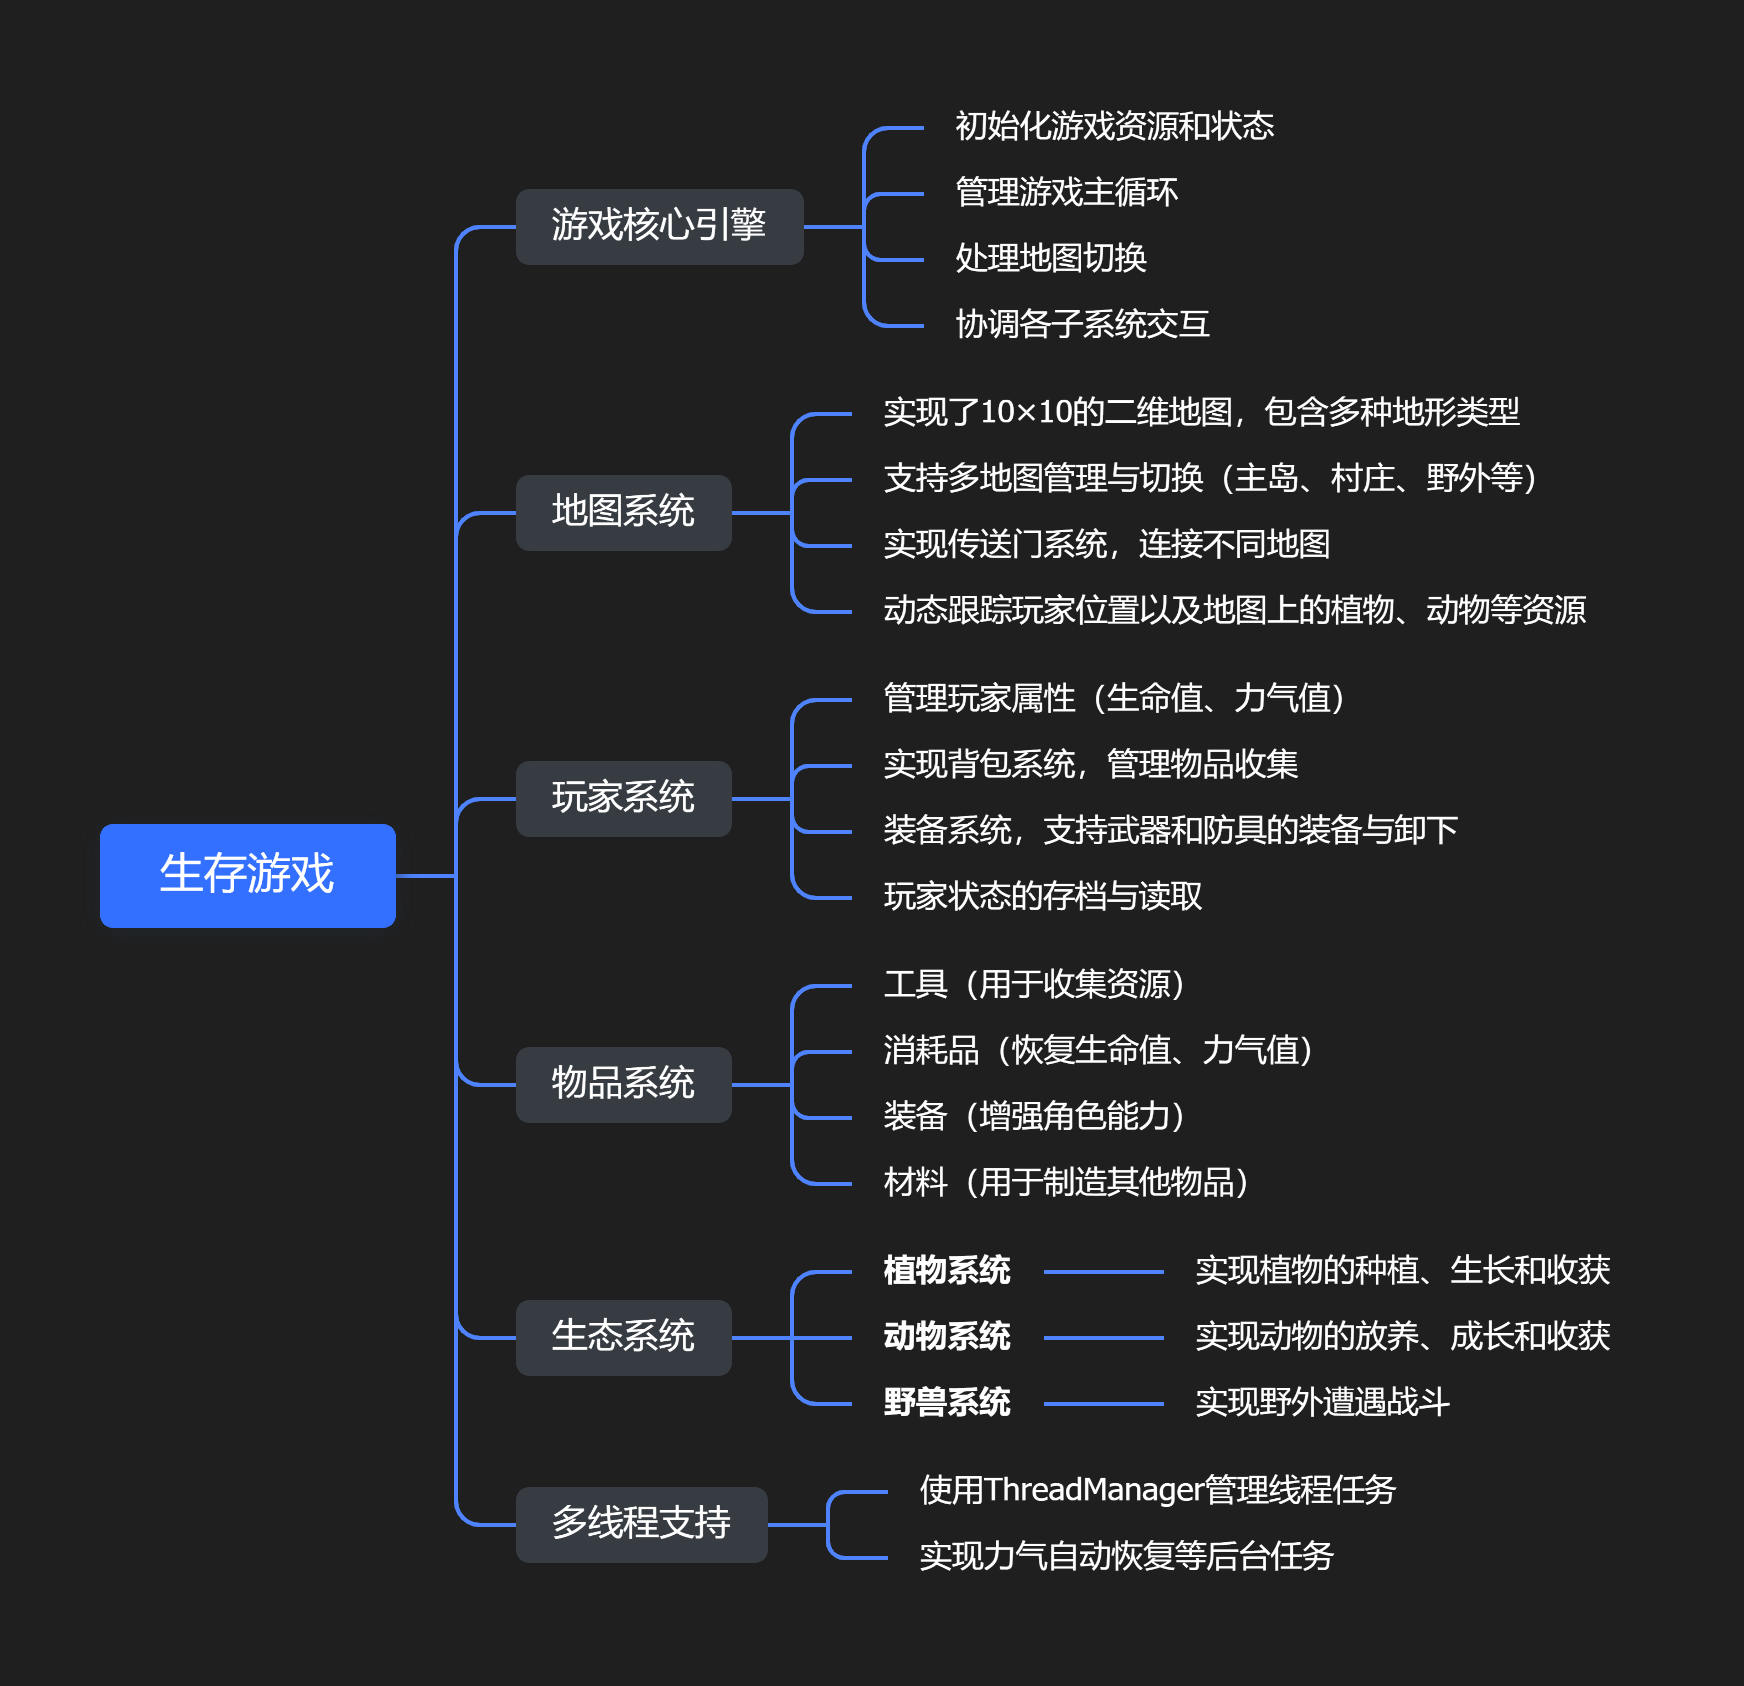 生存游戏
游戏核心引擎
初始化游戏资源和状态
管理游戏主循环
处理地图切换
协调各子系统交互
地图系统
实现了10×10的二维地图，包含多种地形类型
支持多地图管理与切换（主岛、村庄、野外等）
实现传送门系统，连接不同地图
动态跟踪玩家位置以及地图上的植物、动物等资源
玩家系统
管理玩家属性（生命值、力气值）
实现背包系统，管理物品收集
装备系统，支持武器和防具的装备与卸下
玩家状态的存档与读取
物品系统
工具（用于收集资源）
消耗品（恢复生命值、力气值）
装备（增强角色能力）
材料（用于制造其他物品）
生态系统
植物系统
实现植物的种植、生长和收获
动物系统
实现动物的放养、成长和收获
野兽系统
实现野外遭遇战斗
多线程支持
使用ThreadManager管理线程任务
实现力气自动恢复等后台任务